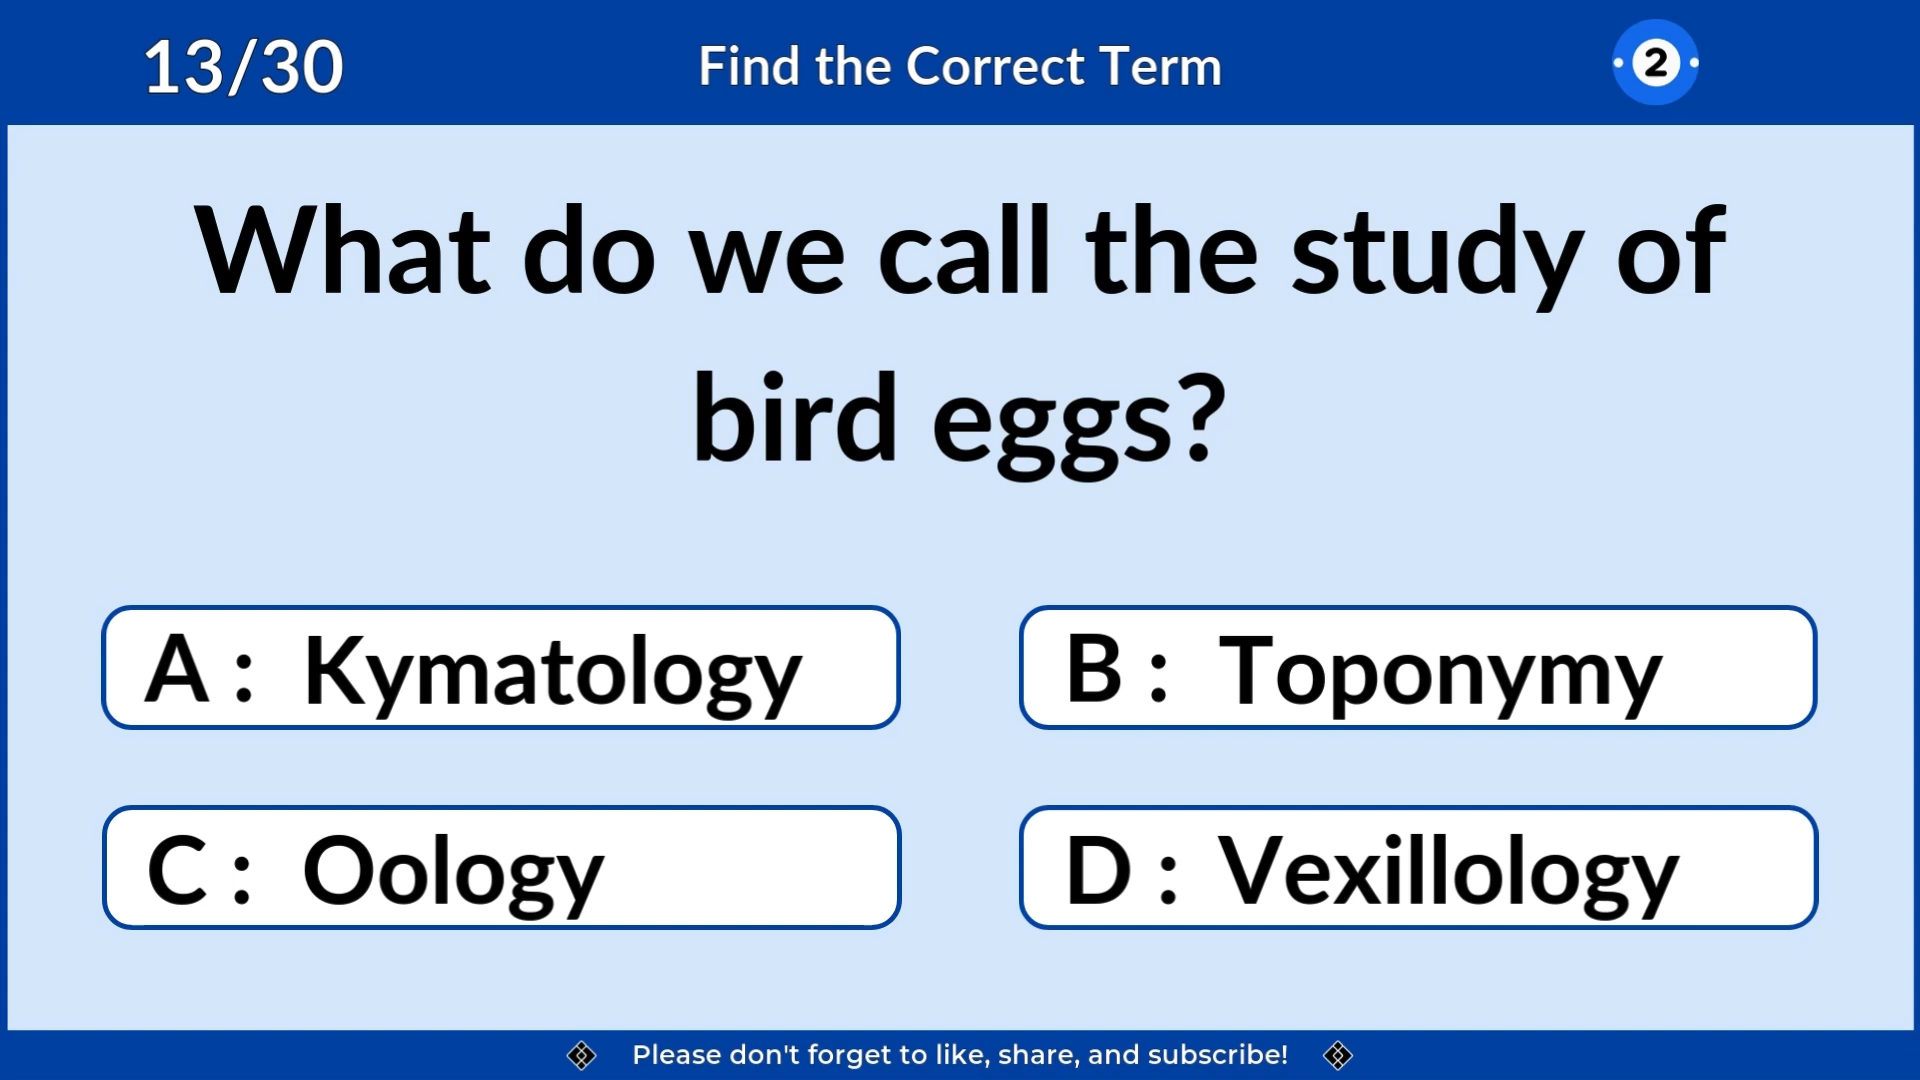 13/30
Find the Correct Term
2
What do we call the study of
bird eggs?
A : Kymatology
B : Toponymy
C : Oology
D : Vexillology
Please don't forget to like, share, and subscribe!